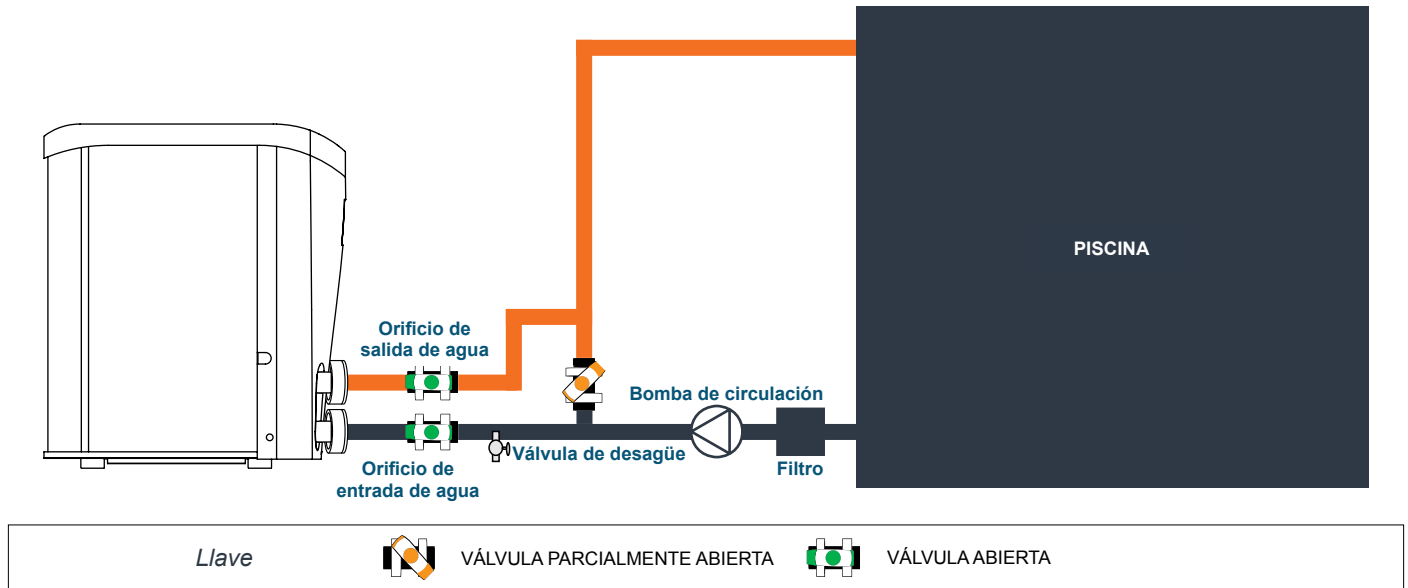 PISCINA
Orificio de
salida de agua
Bomba de circulación
Válvula de desagüe
Filtro
Orificio de
entrada de agua
Llave
VÁLVULA PARCIALMENTE ABIERTA
VÁLVULA ABIERTA